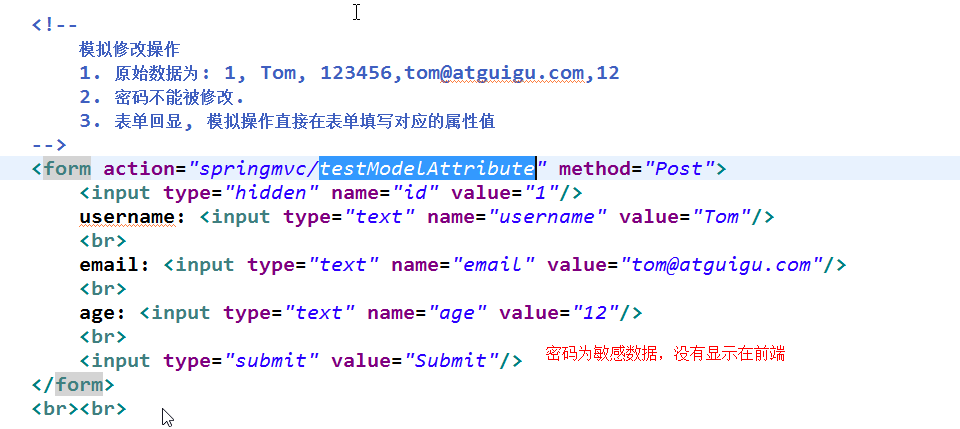 <!--
模拟修改操作
1. 原始数据为: 1, Tom, 123456,tom@atguigu.com,12
2. 密码不能被修改.
3. 表单回显, 模拟操作直接在表单填写对应的属性值
-->
<form action="springmvc/testModelAttribute" method="Post">
<input type="hidden" name="id" value="1"/>
username: <input type="text" name="username" value="Tom"/>
<br>
email: <input type="text" name="email" value="tom@atguigu.com"/>
<br>
age: <input type="text" name="age" value="12"/>
<br>
<input type="submit" value="Submit"/> 密码为敏感数据，没有显示在前端
</form>
<br><br>